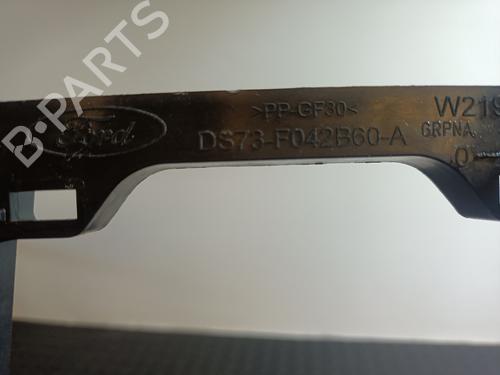 >PP-GF30<
W219
Ford
DS73-F042B60-A
GRPNA
B-PARTS